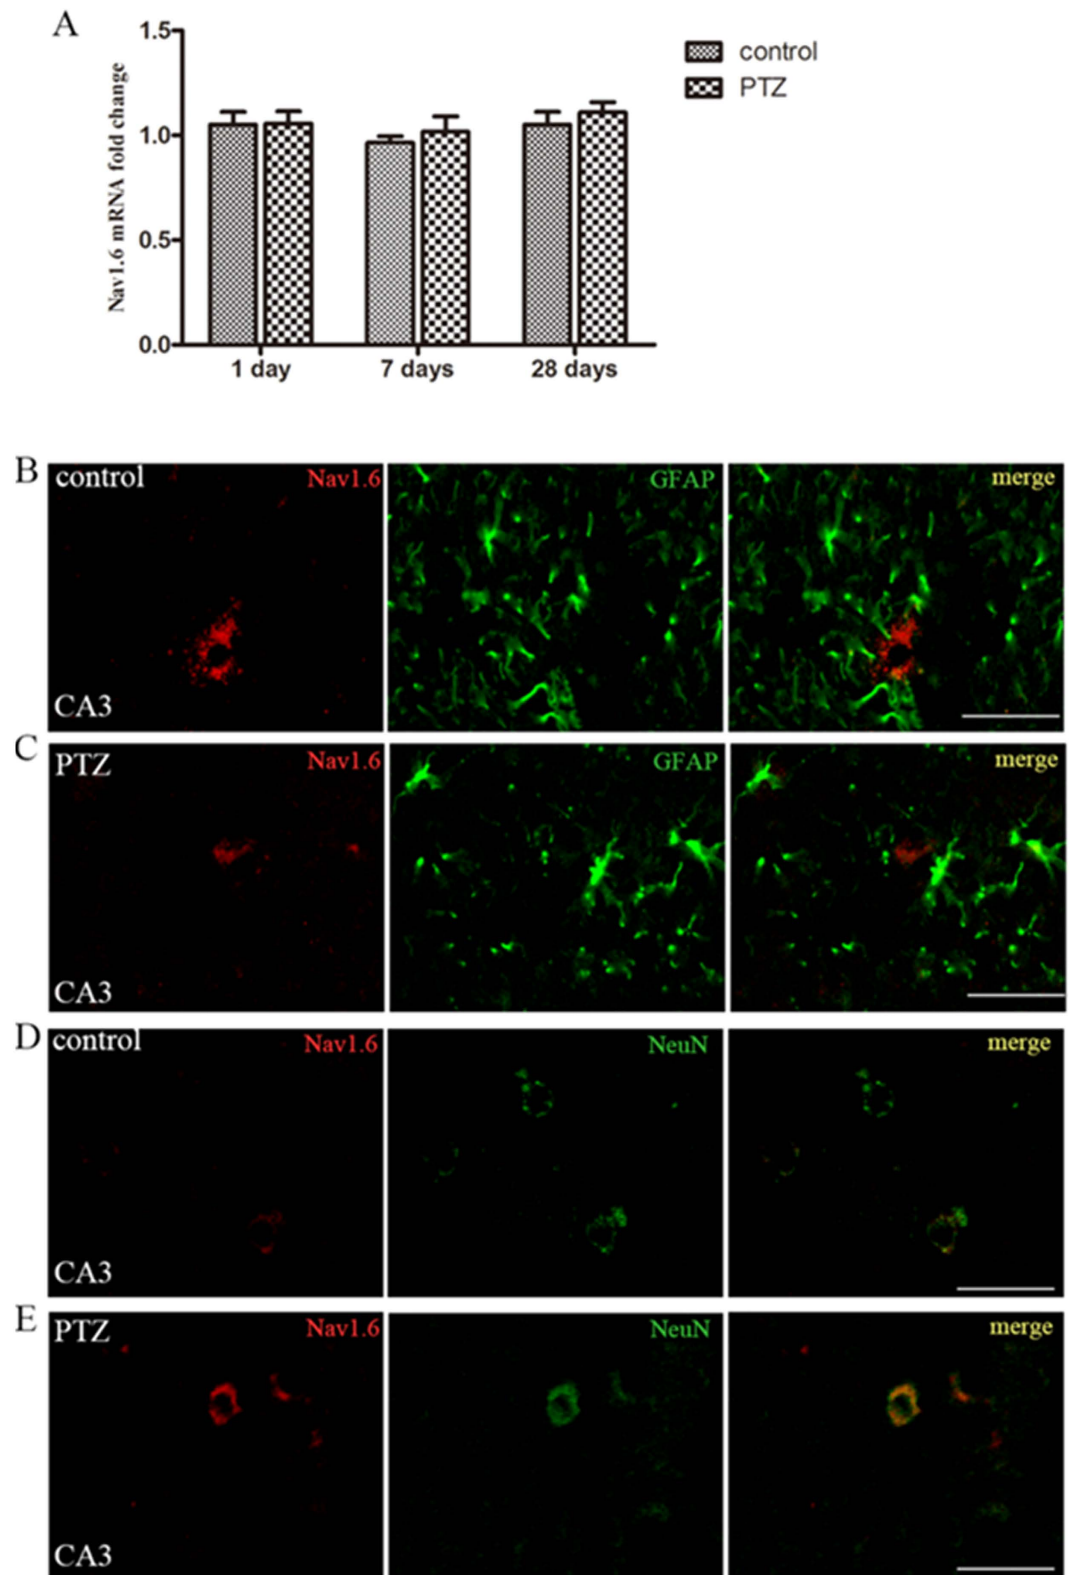 A
1.5
1.0
0.5
0.0
Nav1.6 mRNA fold change
1 day
7 days
28 days
control
PTZ
B
control
Nav1.6
GFAP
merge
CA3
C
PTZ
Nav1.6
GFAP
merge
CA3
D
control
Nav1.6
NeuN
merge
CA3
E
PTZ
Nav1.6
NeuN
merge
CA3